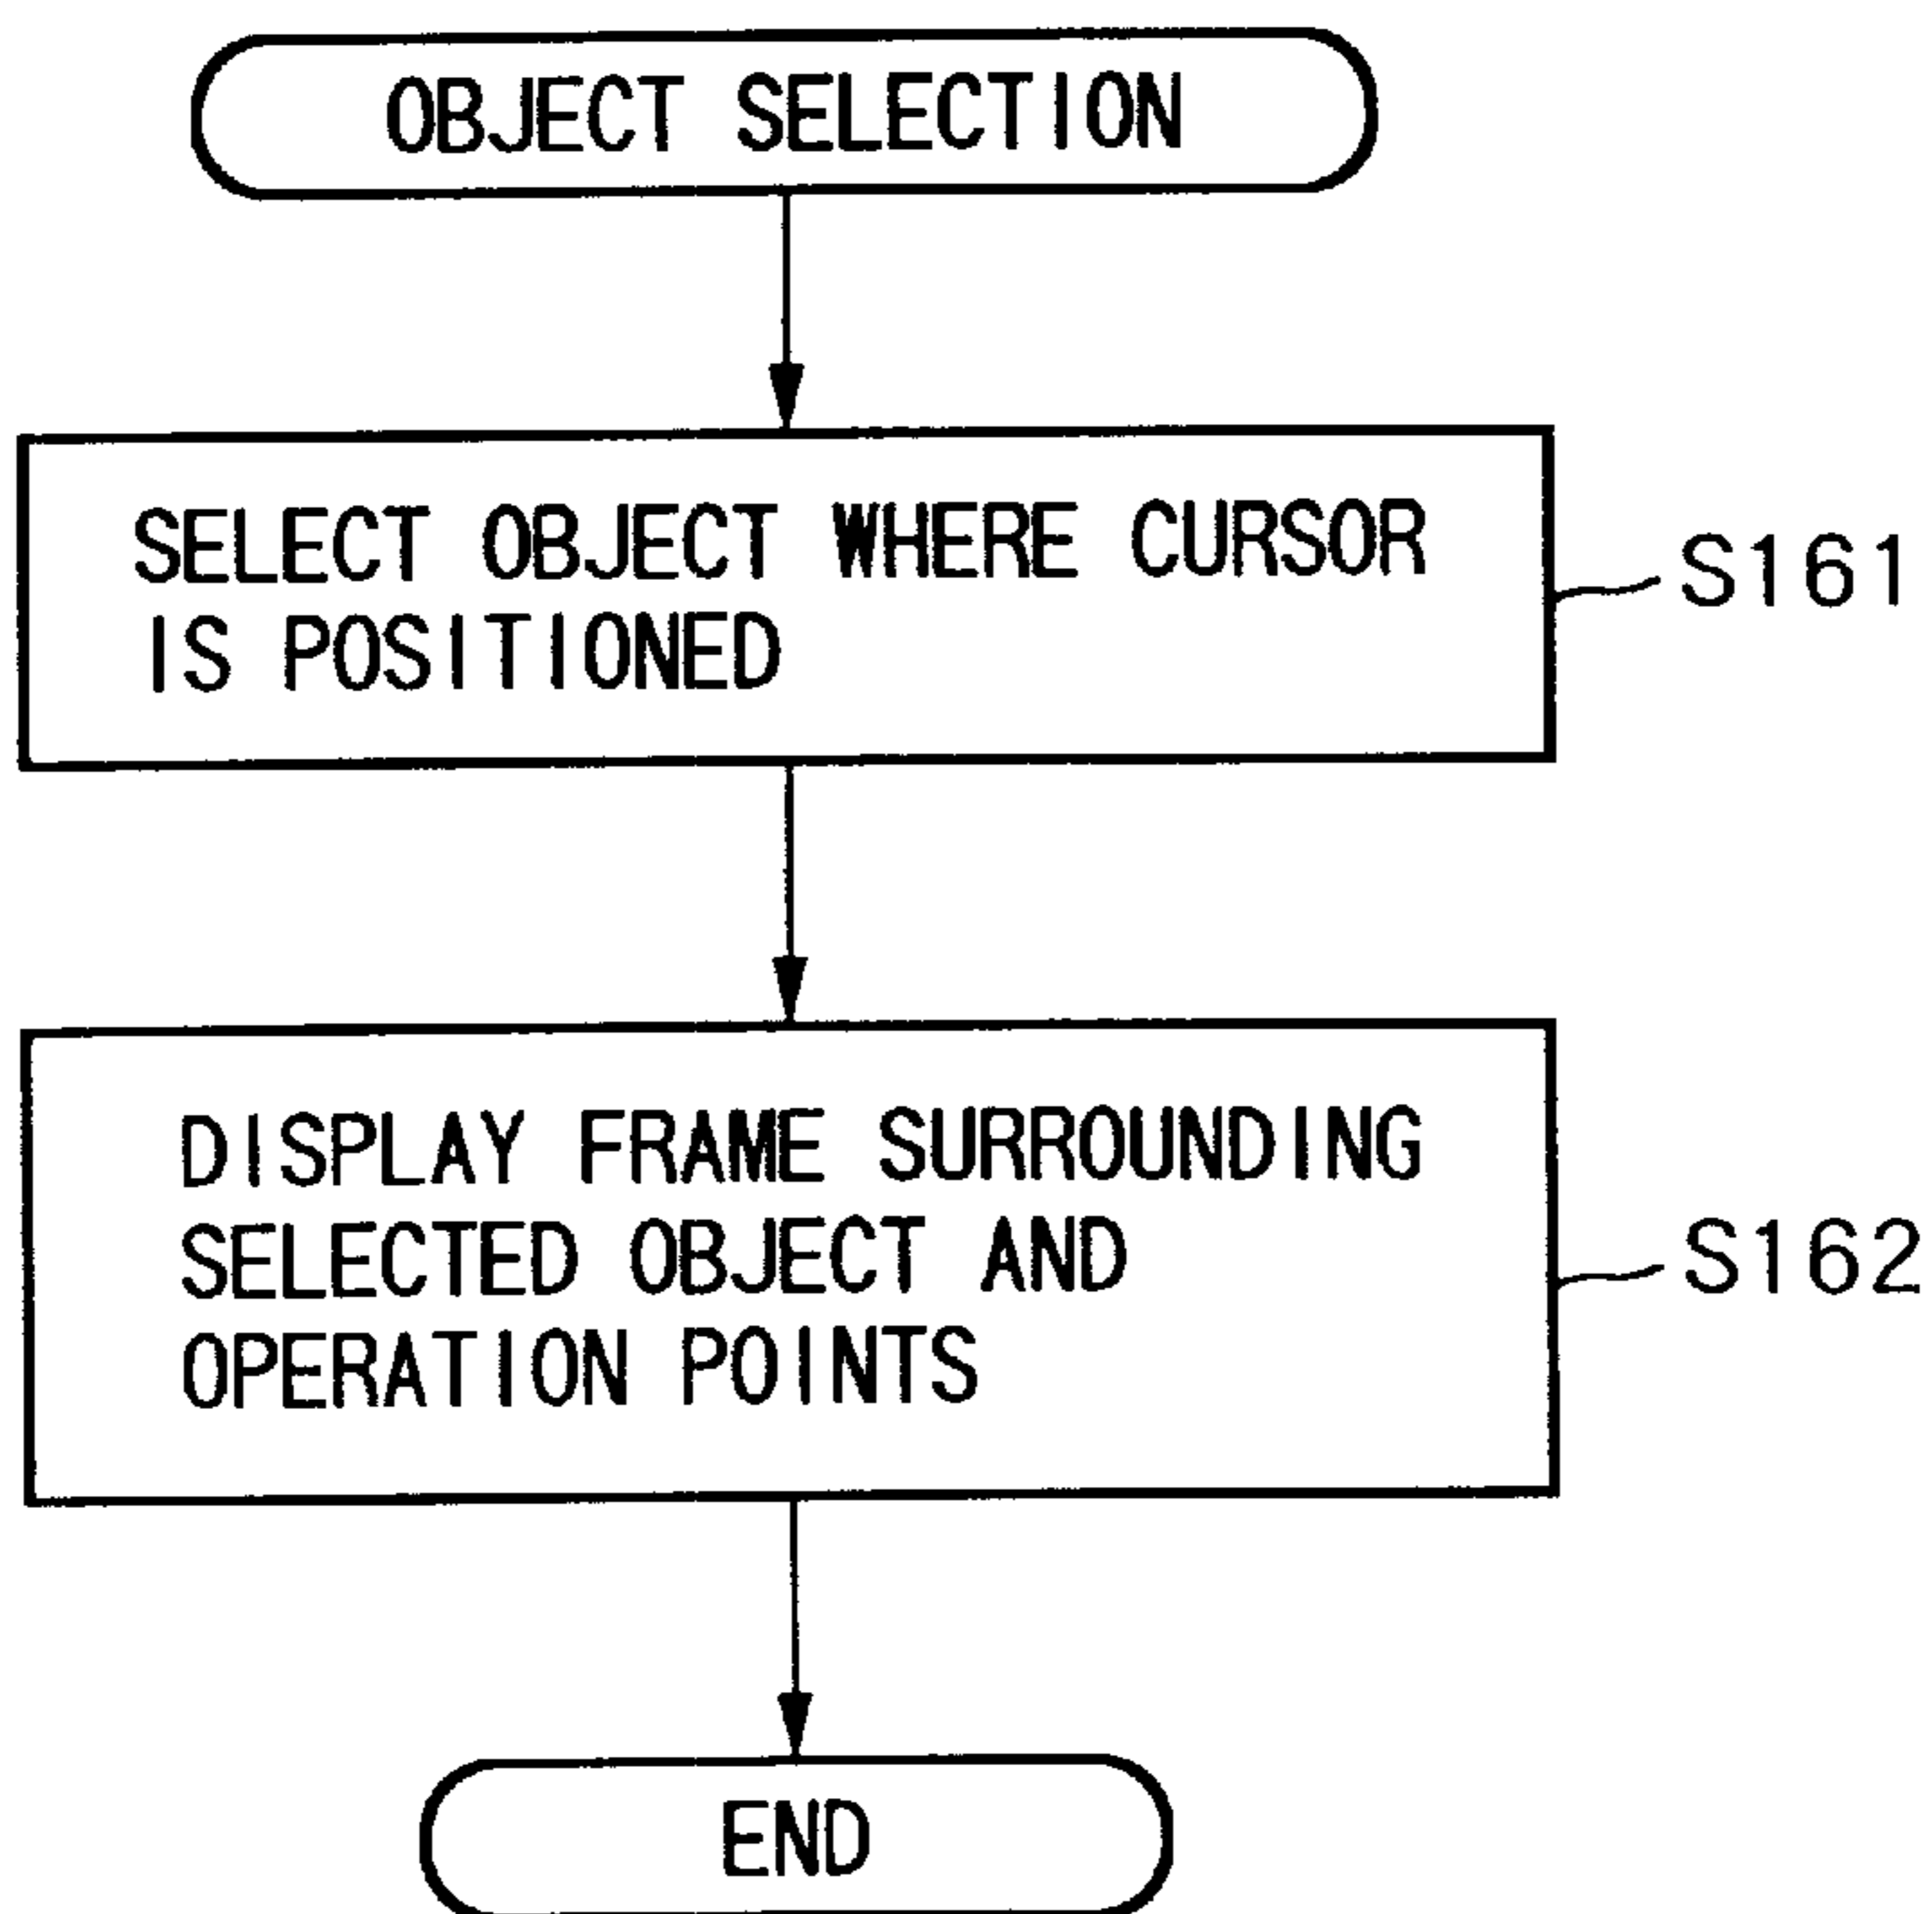 OBJECT SELECTION
SELECT OBJECT WHERE CURSOR
IS POSITIONED
S161
DISPLAY FRAME SURROUNDING
SELECTED OBJECT AND
OPERATION POINTS
S162
END